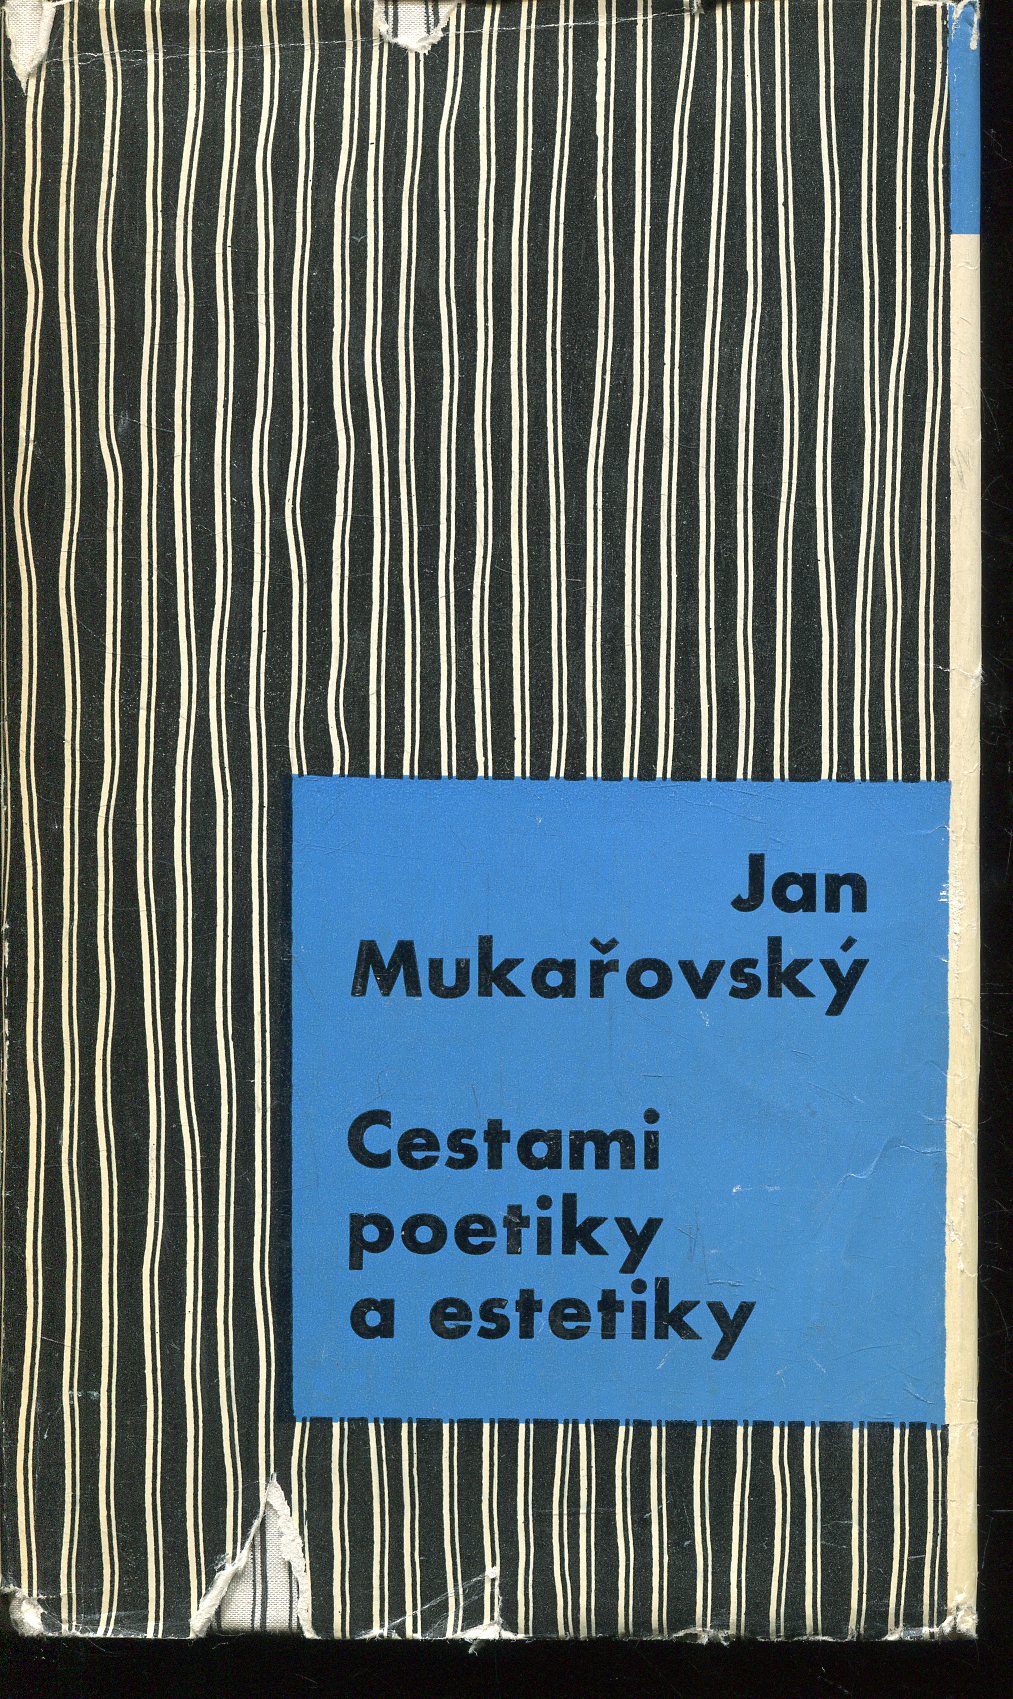 Jan
Mukařovský
Cestami
poetiky
a estetiky